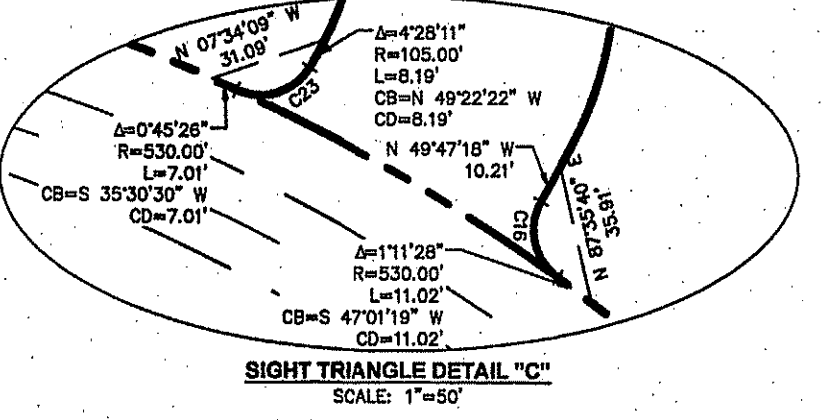 N 07°34'09" W
31.09'
C23
Δ=4°28'11"
R=105.00'
L=8.19'
CB=N 49°22'22" W
CD=8.19'
Δ=0°45'26"
R=530.00'
L=7.01'
CB=S 35°30'30" W
CD=7.01'
N 49°47'18" W
10.21'
C16
N 87°35'40" E
35.91'
Δ=1°11'28"
R=530.00'
L=11.02'
CB=S 47°01'19" W
CD=11.02'
SIGHT TRIANGLE DETAIL "C"
SCALE: 1"=50'